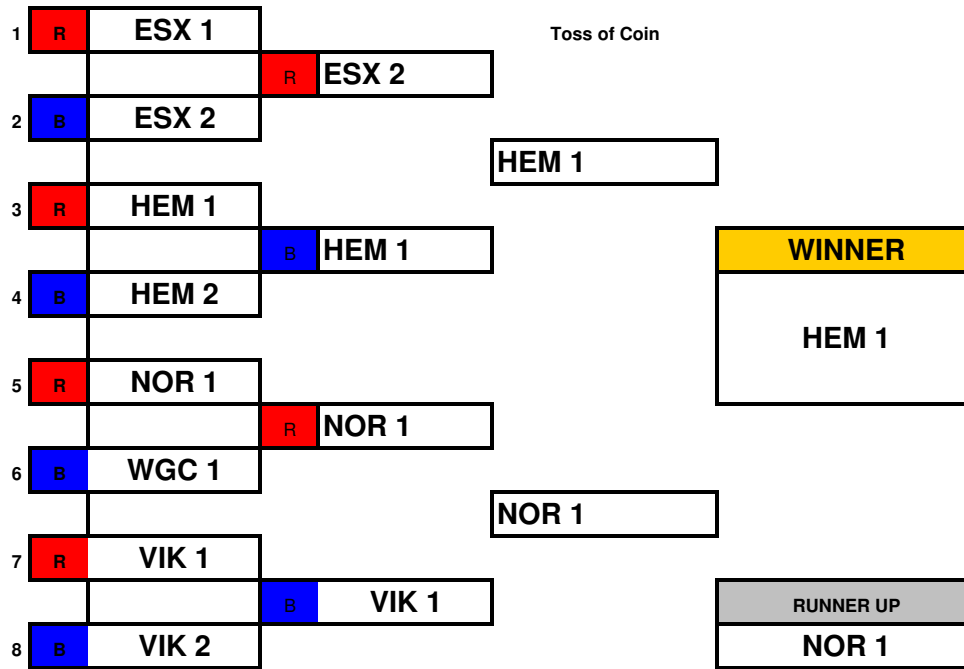 1 R ESX 1 Toss of Coin
R ESX 2
2 B ESX 2
HEM 1
3 R HEM 1
B HEM 1 WINNER
4 B HEM 2
HEM 1
5 R NOR 1
R NOR 1
6 B WGC 1
NOR 1
7 R VIK 1
B VIK 1 RUNNER UP
8 B VIK 2 NOR 1